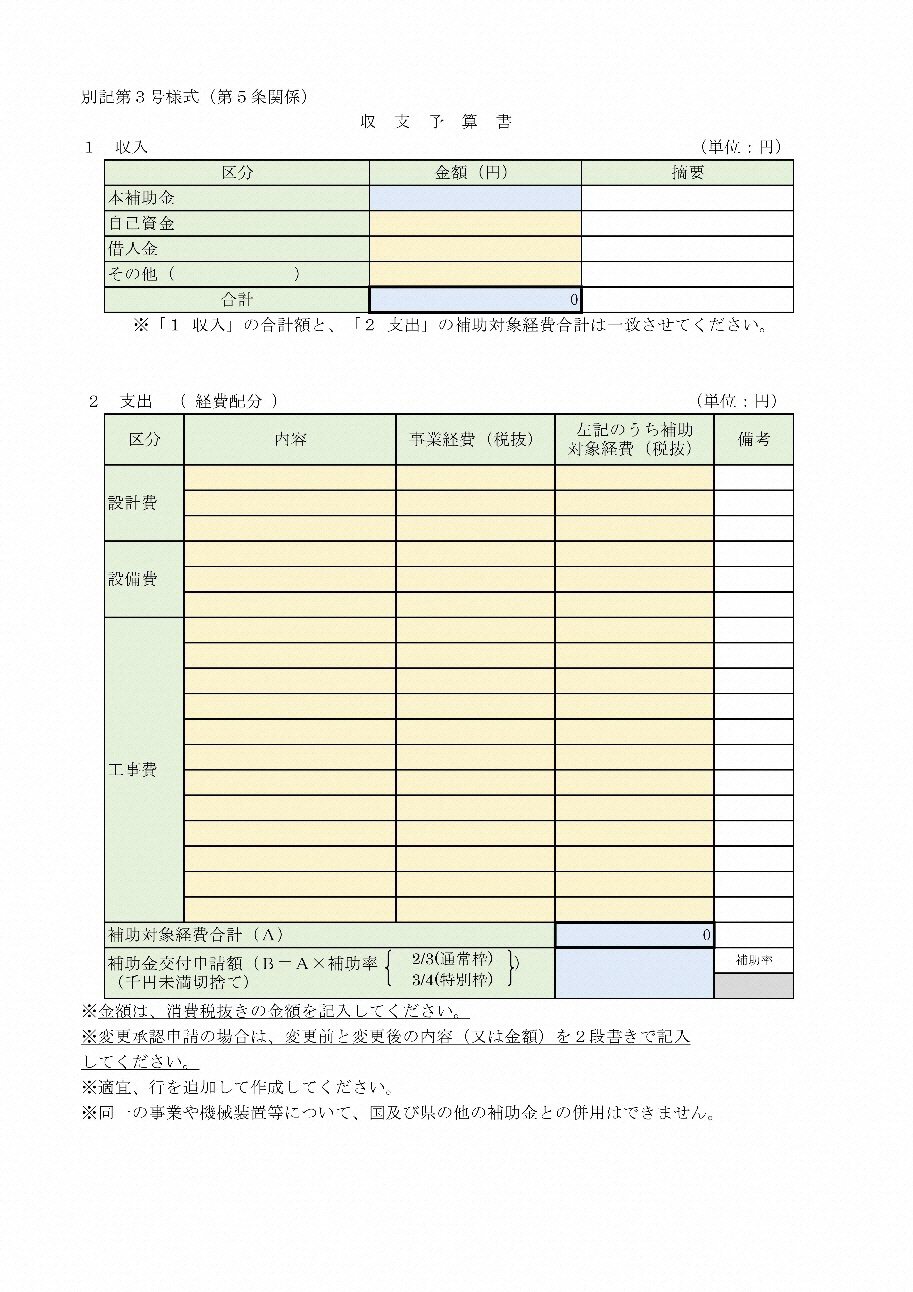 別記第３号様式（第５条関係）
収　支　予　算　書
１　収入　（単位：円）
区分　金額（円）　摘要
本補助金
自己資金
借入金
その他（　　　　　　　）
合計　0
※「１ 収入」の合計額と、「２ 支出」の補助対象経費合計は一致させてください。
２　支出　（ 経費配分 ）　（単位：円）
区分　内容　事業経費（税抜）　左記のうち補助
対象経費（税抜）　備考
設計費
設備費
工事費
補助対象経費合計（Ａ）　0
補助金交付申請額（Ｂ＝Ａ×補助率｛2/3(通常枠)
3/4(特別枠)｝）　補助率
（千円未満切捨て）
※金額は、消費税抜きの金額を記入してください。
※変更承認申請の場合は、変更前と変更後の内容（又は金額）を２段書きで記入
してください。
※適宜、行を追加して作成してください。
※同一の事業や機械装置等について、国及び県の他の補助金との併用はできません。